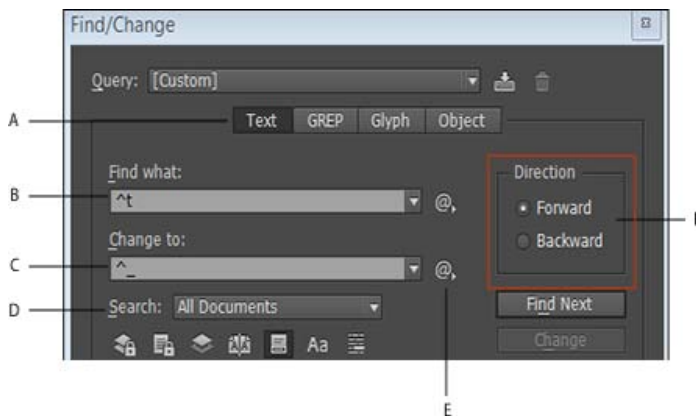 Find/Change
Query: [Custom]
A
Text GREP Glyph Object
Find what:
B
^t
@
Direction
Forward
Backward
Change to:
C
^_
@
D
Search: All Documents
Find Next
Aa
Change
E